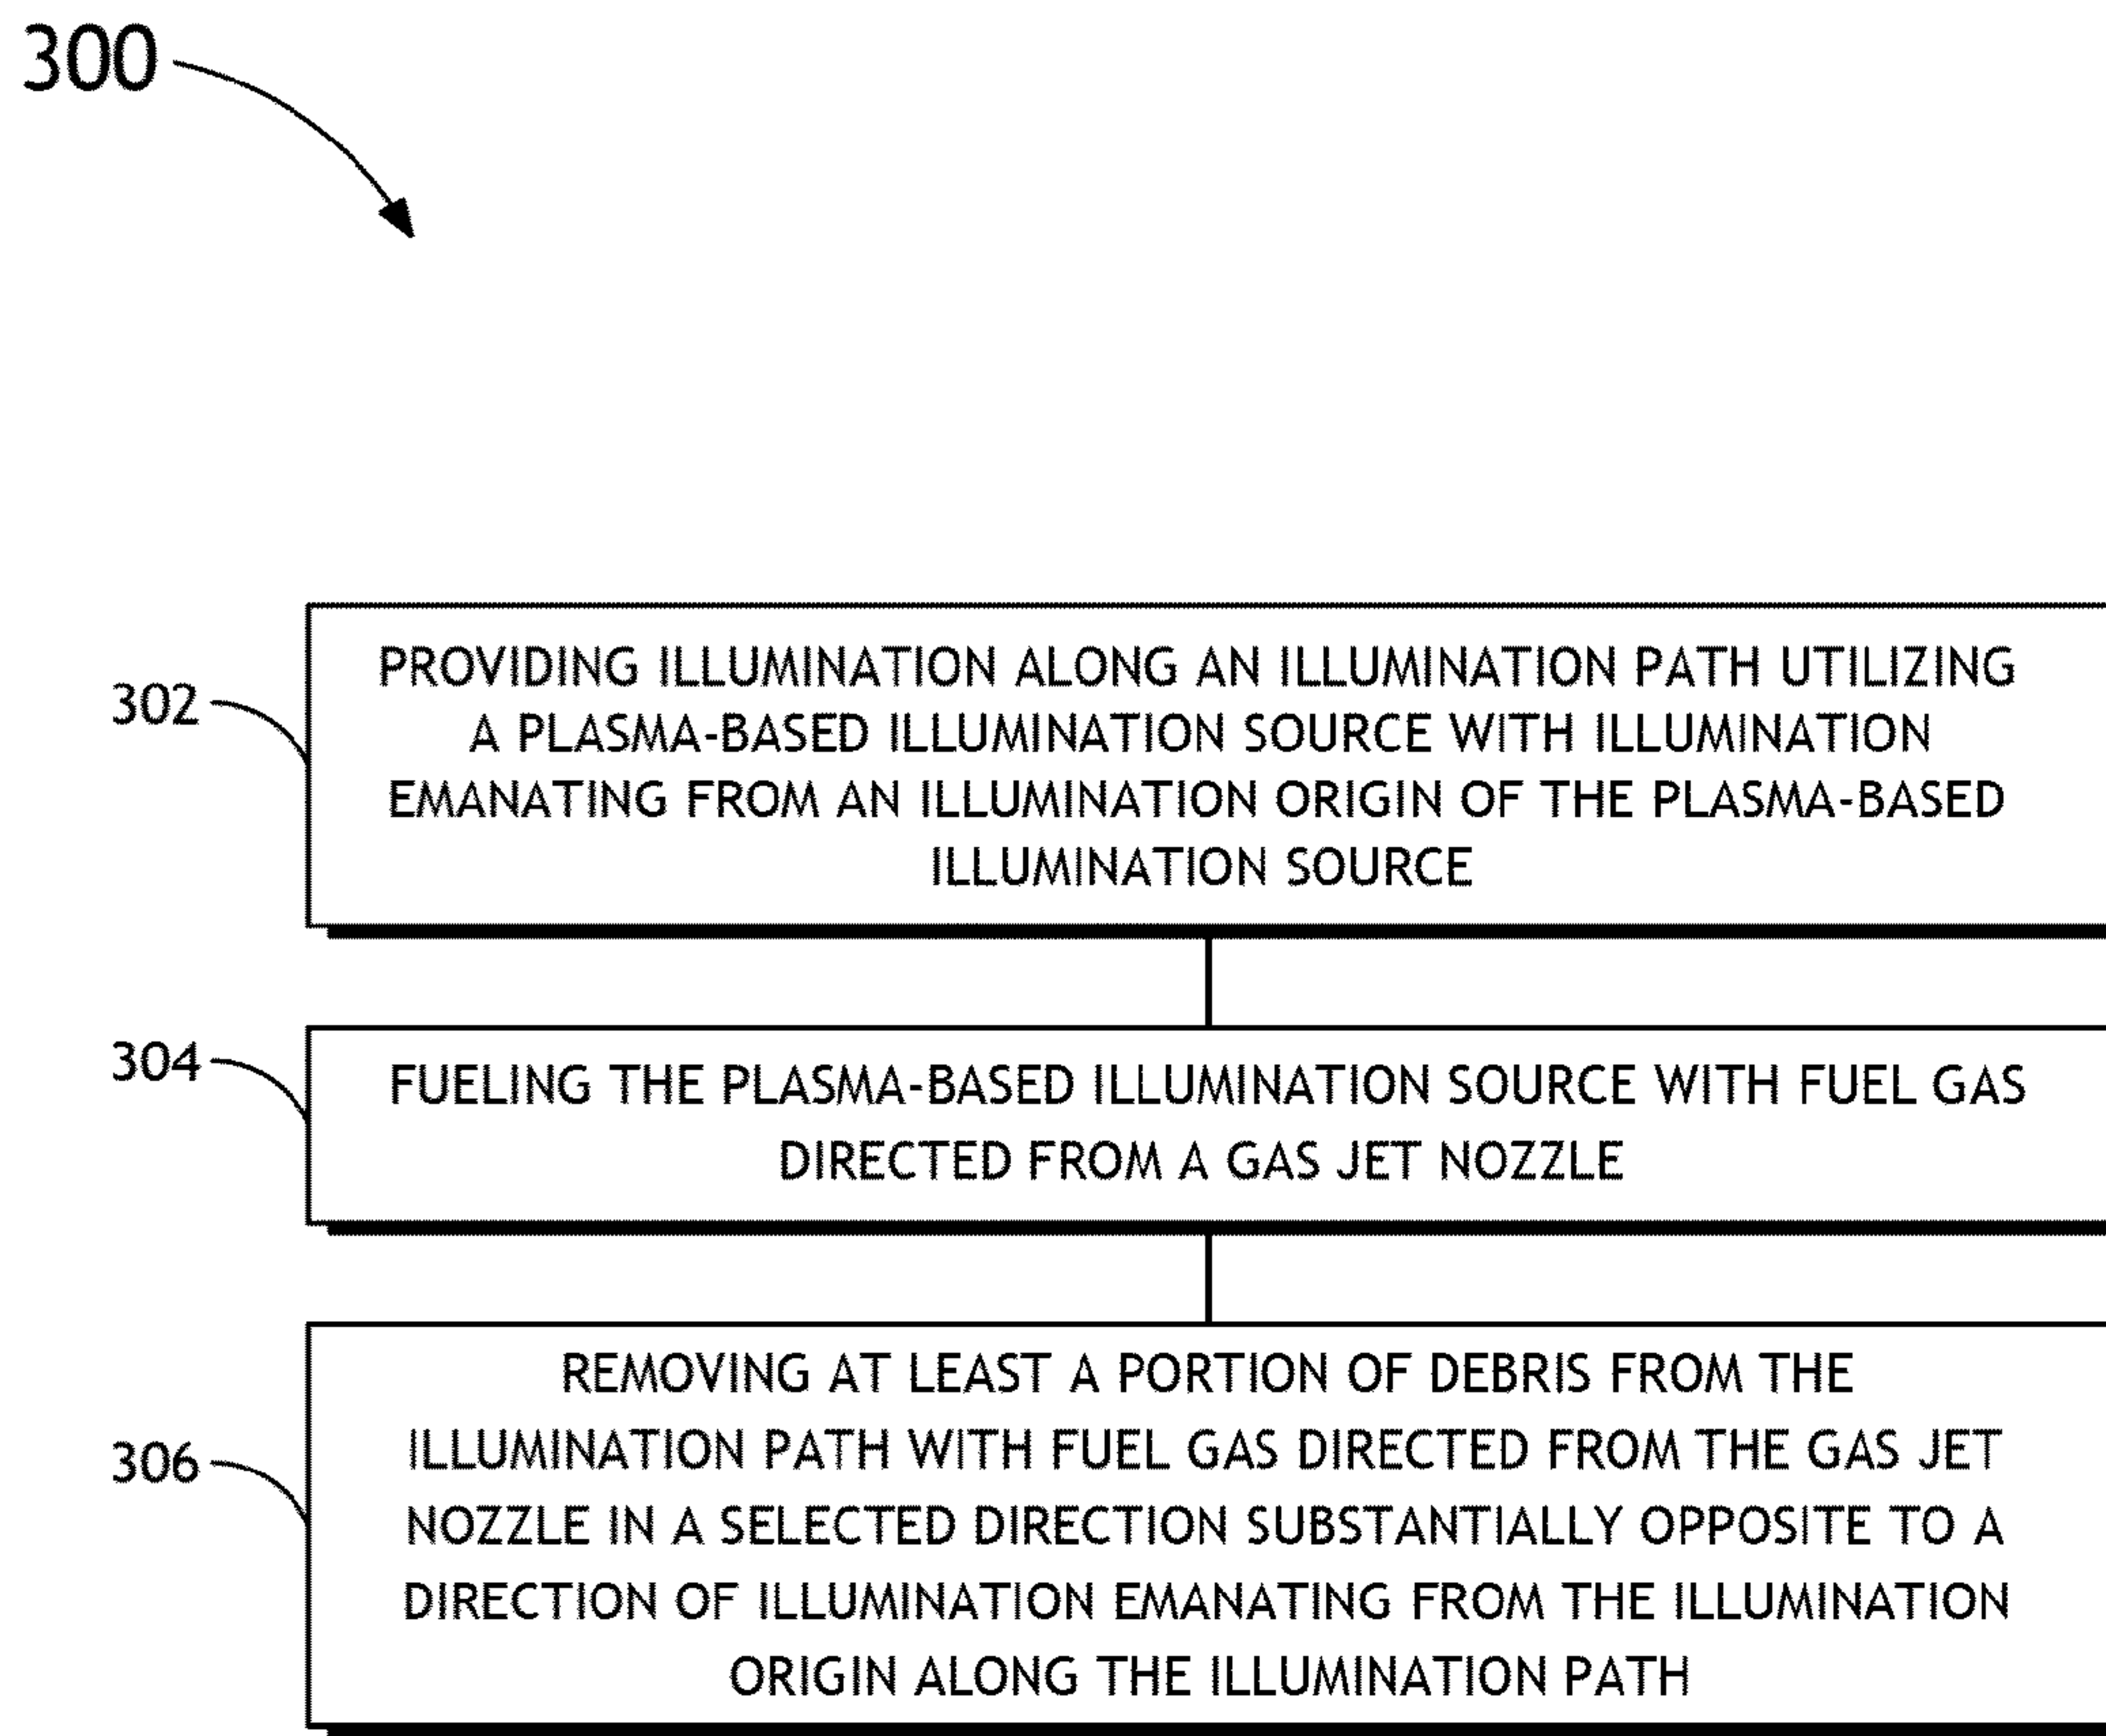 300
302
PROVIDING ILLUMINATION ALONG AN ILLUMINATION PATH UTILIZING
A PLASMA-BASED ILLUMINATION SOURCE WITH ILLUMINATION
EMANATING FROM AN ILLUMINATION ORIGIN OF THE PLASMA-BASED
ILLUMINATION SOURCE
304
FUELING THE PLASMA-BASED ILLUMINATION SOURCE WITH FUEL GAS
DIRECTED FROM A GAS JET NOZZLE
306
REMOVING AT LEAST A PORTION OF DEBRIS FROM THE
ILLUMINATION PATH WITH FUEL GAS DIRECTED FROM THE GAS JET
NOZZLE IN A SELECTED DIRECTION SUBSTANTIALLY OPPOSITE TO A
DIRECTION OF ILLUMINATION EMANATING FROM THE ILLUMINATION
ORIGIN ALONG THE ILLUMINATION PATH